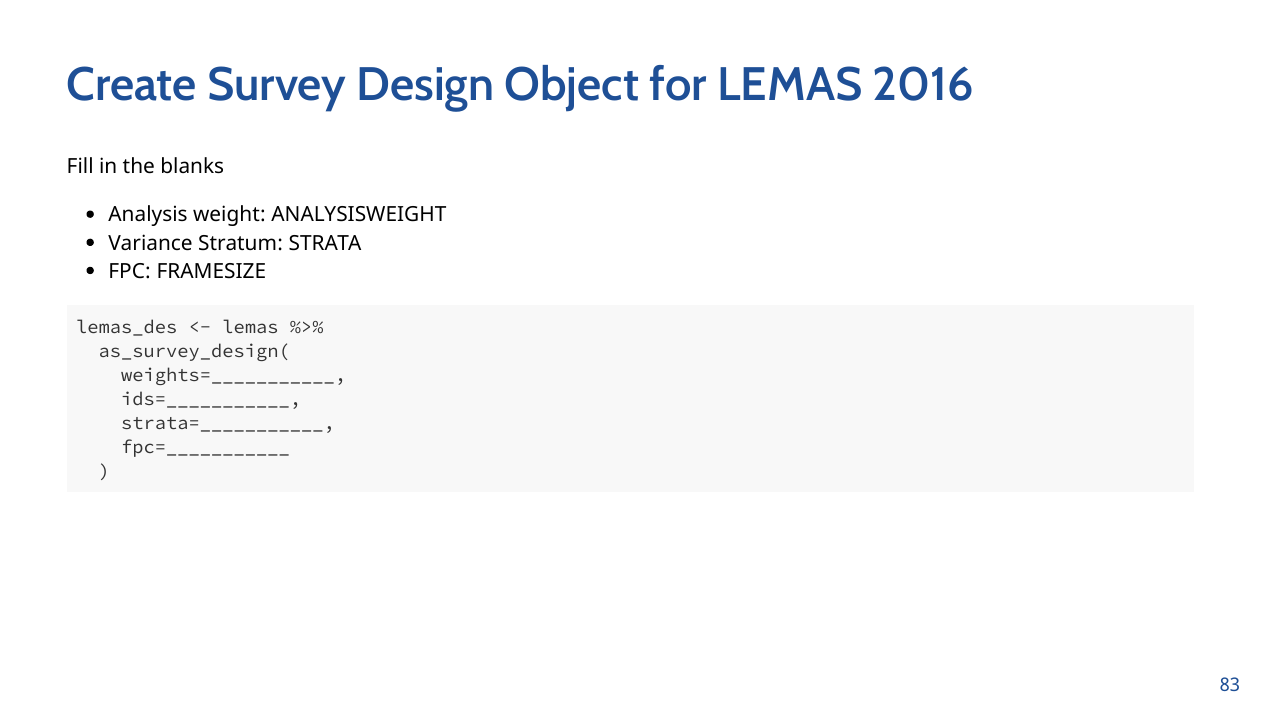 Create Survey Design Object for LEMAS 2016
Fill in the blanks
• Analysis weight: ANALYSISWEIGHT
• Variance Stratum: STRATA
• FPC: FRAMESIZE
lemas_des <- lemas %>%
  as_survey_design(
    weights=___________,
    ids=___________,
    strata=___________,
    fpc=___________
  )
83